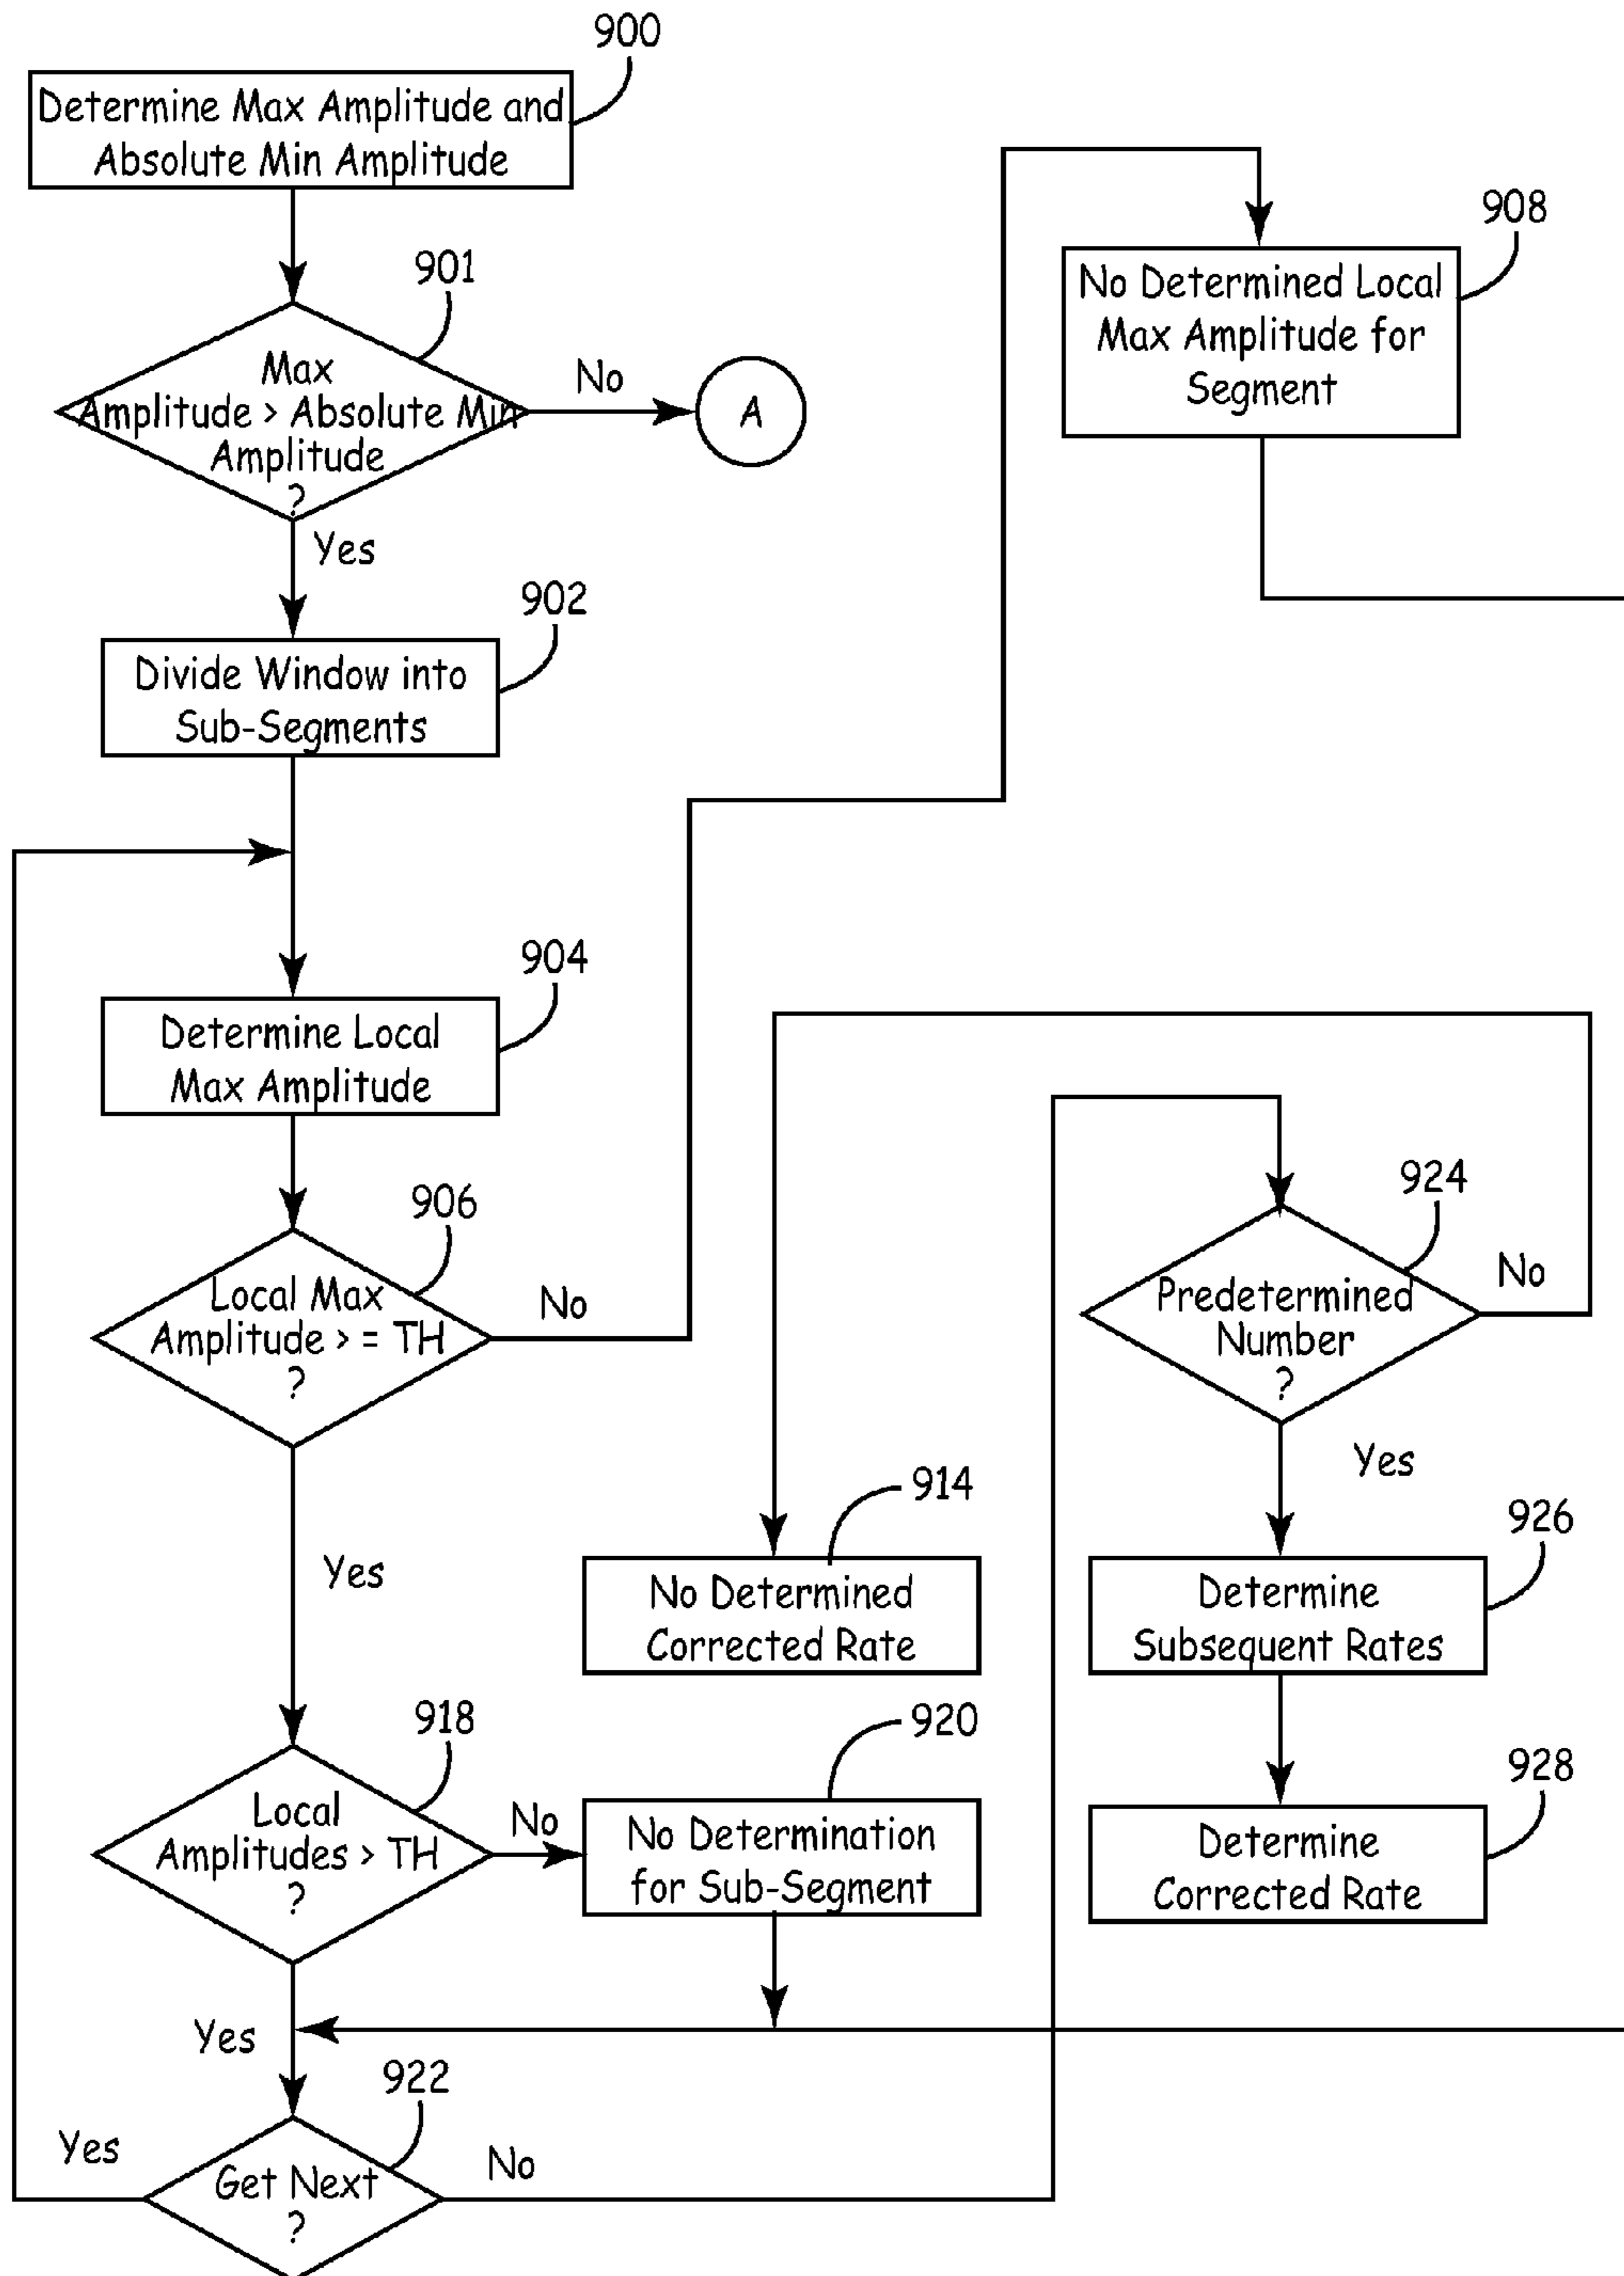 900
Determine Max Amplitude and
Absolute Min Amplitude
901
Max
Amplitude > Absolute Min
Amplitude
?
No
A
Yes
902
Divide Window into
Sub-Segments
904
Determine Local
Max Amplitude
906
Local Max
Amplitude > = TH
?
No
908
No Determined Local
Max Amplitude for
Segment
Yes
914
No Determined
Corrected Rate
918
Local
Amplitudes > TH
?
No
920
No Determination
for Sub-Segment
Yes
922
Get Next
?
Yes
No
924
Predetermined
Number
?
No
Yes
926
Determine
Subsequent Rates
928
Determine
Corrected Rate